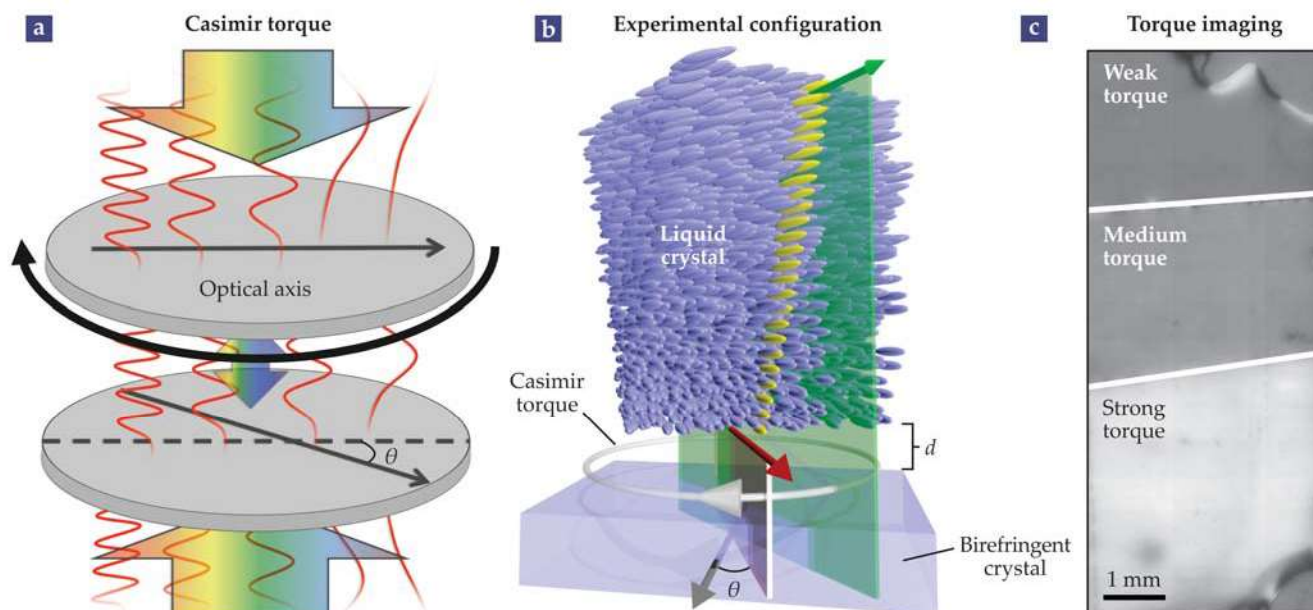 a
Casimir torque
Optical axis
θ
b
Experimental configuration
Liquid
crystal
Casimir
torque
d
θ
Birefringent
crystal
c
Torque imaging
Weak
torque
Medium
torque
Strong
torque
1 mm